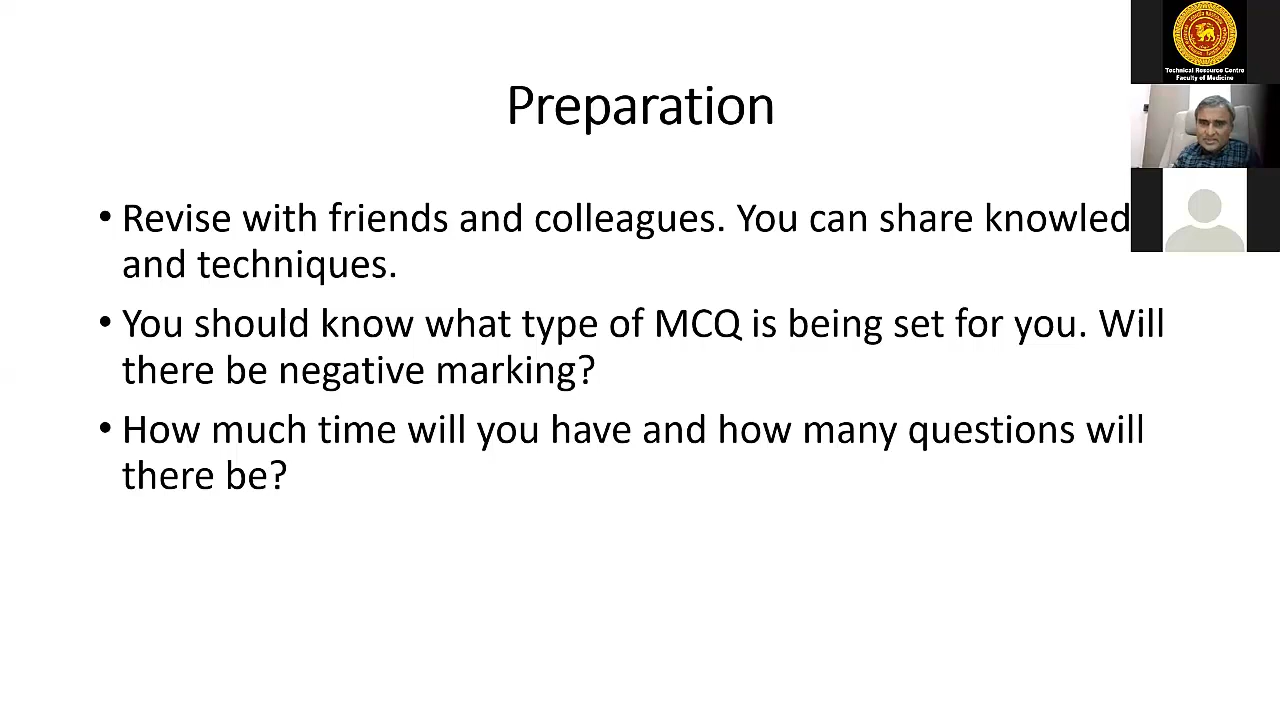 Technical Resource Centre
Faculty of Medicine
Preparation
• Revise with friends and colleagues. You can share knowled
and techniques.
• You should know what type of MCQ is being set for you. Will
there be negative marking?
• How much time will you have and how many questions will
there be?